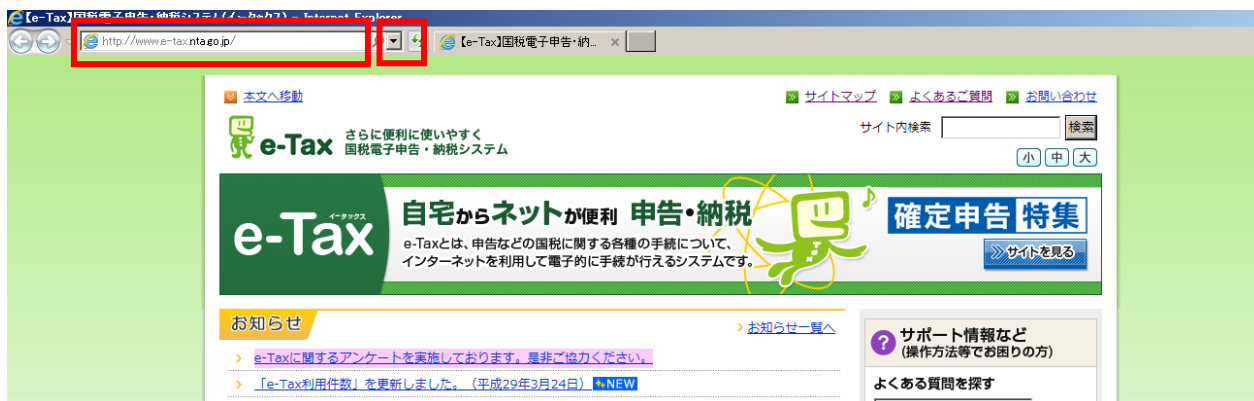 【e-Tax】国税電子申告・納税システム(イータックス) - Internet Explorer
http://www.e-tax.nta.go.jp/
【e-Tax】国税電子申告・納...
本文へ移動
サイトマップ よくあるご質問 お問い合わせ
サイト内検索 検索
e-Tax さらに便利に使いやすく
国税電子申告・納税システム
小 中 大
イータックス
e-Tax
自宅からネットが便利 申告・納税
e-Taxとは、申告などの国税に関する各種の手続について、
インターネットを利用して電子的に手続が行えるシステムです。
確定申告 特集
サイトを見る
お知らせ
お知らせ一覧へ
e-Taxに関するアンケートを実施しております。是非ご協力ください。
「e-Tax利用件数」を更新しました。（平成29年3月24日） NEW
? サポート情報など
(操作方法等でお困りの方)
よくある質問を探す